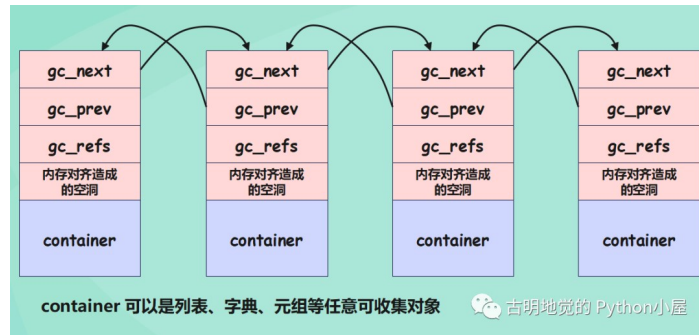 gc_next gc_next gc_next gc_next
gc_prev gc_prev gc_prev gc_prev
gc_refs gc_refs gc_refs gc_refs
内存对齐造成 内存对齐造成 内存对齐造成 内存对齐造成
的空洞 的空洞 的空洞 的空洞
container container container container
container 可以是列表、字典、元组等任意可收集对象
古明地觉的 Python小屋